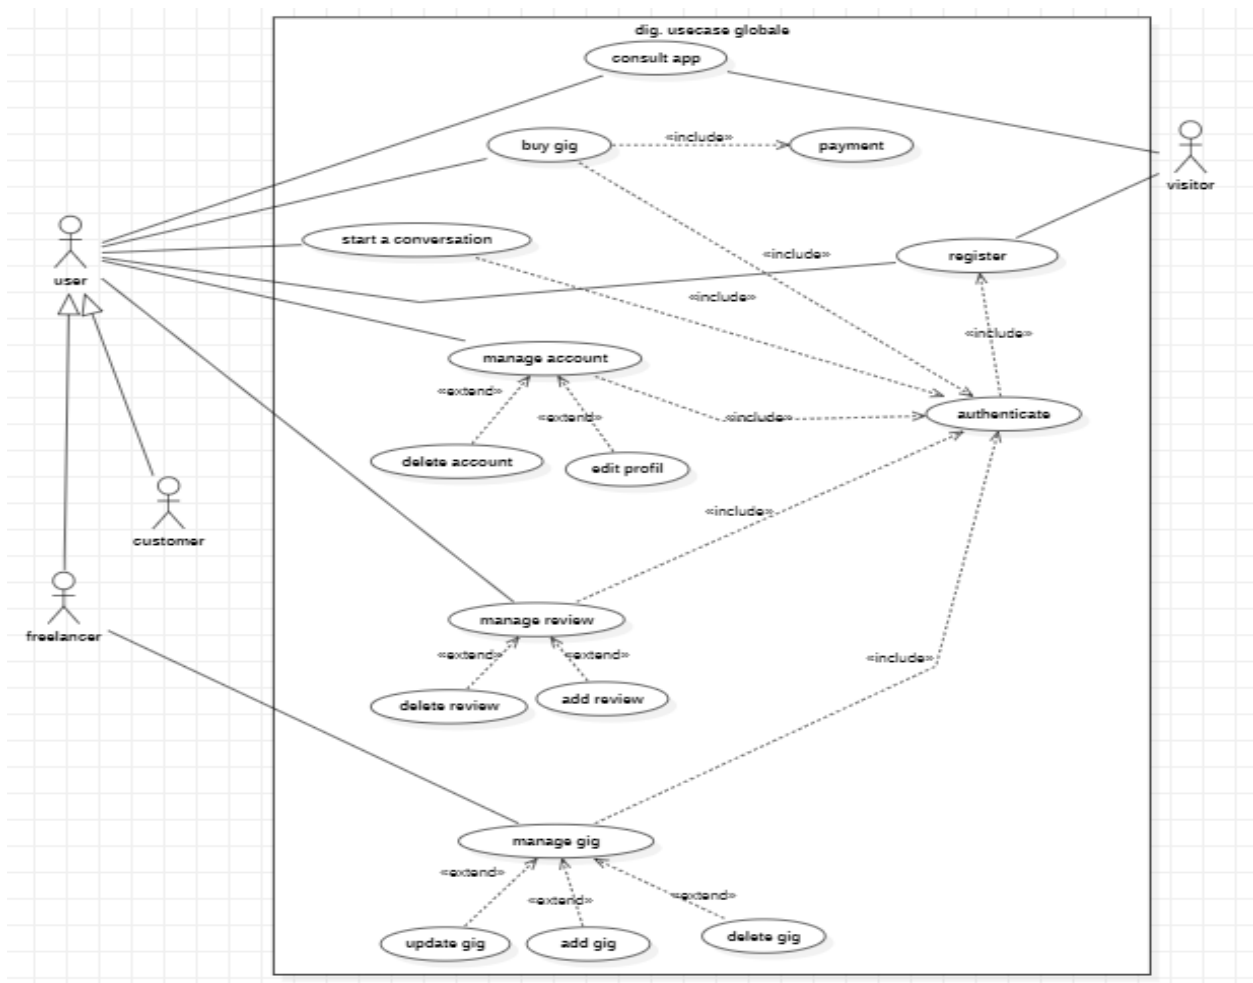 dig. usecase globale
consult app
buy gig
«include»
payment
visitor
start a conversation
«include»
register
user
«include»
«include»
manage account
«extend»
«extend»
«include»
authenticate
delete account
edit profil
«include»
customer
manage review
freelancer
«extend»
«extend»
«include»
delete review
add review
manage gig
«extend»
«extend»
«extend»
update gig
add gig
delete gig